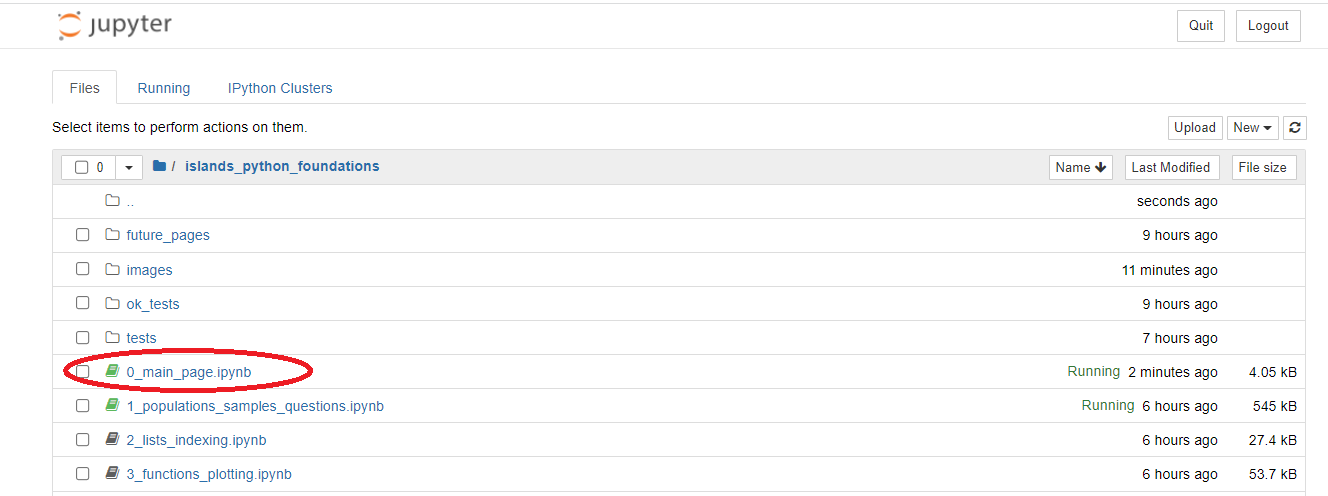 jupyter Quit Logout
Files Running IPython Clusters
Select items to perform actions on them. Upload New
0 / islands_python_foundations Name Last Modified File size
.. seconds ago
future_pages 9 hours ago
images 11 minutes ago
ok_tests 9 hours ago
tests 7 hours ago
0_main_page.ipynb Running 2 minutes ago 4.05 kB
1_populations_samples_questions.ipynb Running 6 hours ago 545 kB
2_lists_indexing.ipynb 6 hours ago 27.4 kB
3_functions_plotting.ipynb 6 hours ago 53.7 kB